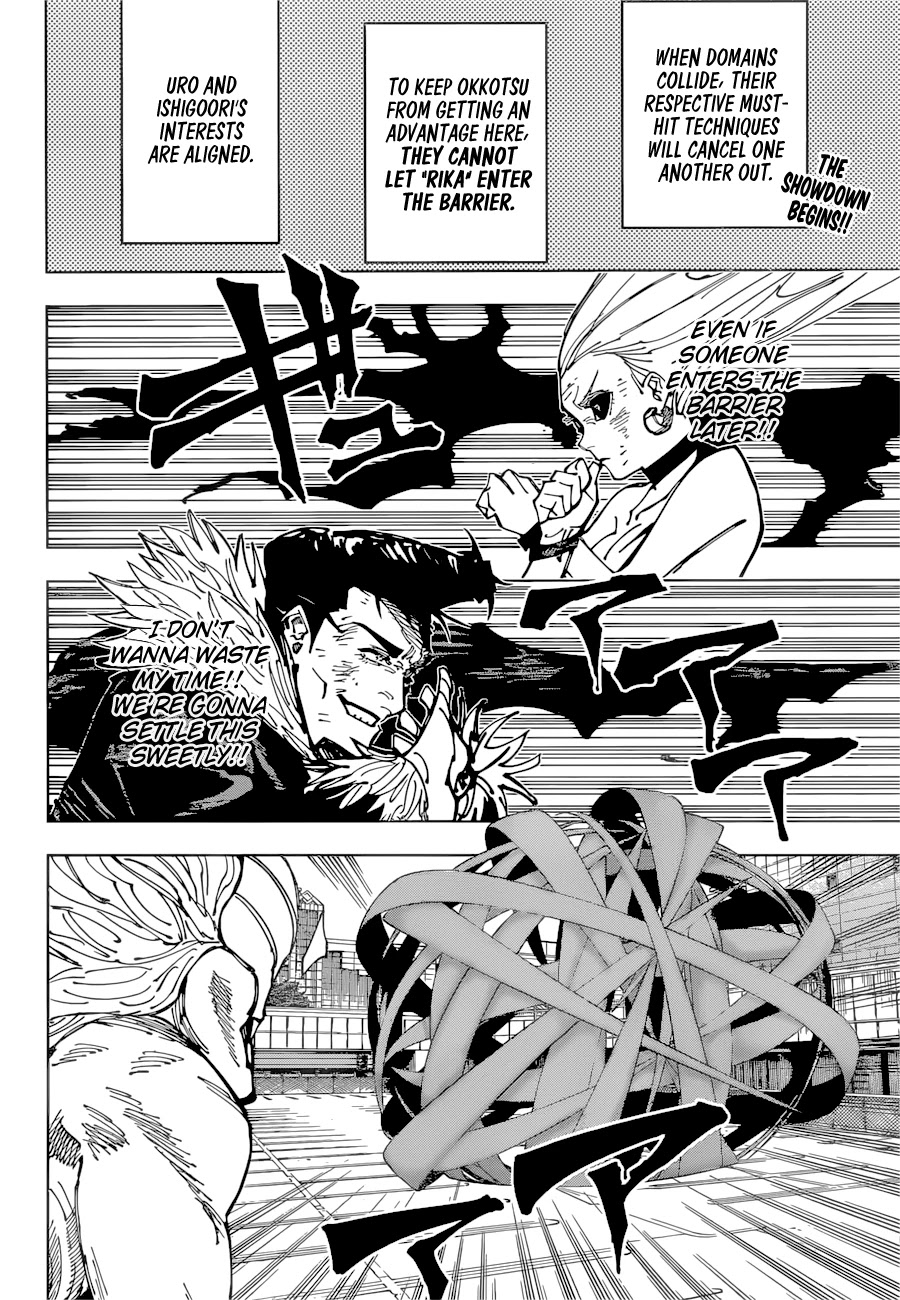 THE
SHOWDOWN
BEGINS!!
WHEN DOMAINS
COLLIDE, THEIR
RESPECTIVE MUST-
HIT TECHNIQUES
WILL CANCEL ONE
ANOTHER OUT.
TO KEEP OKKOTSU
FROM GETTING AN
ADVANTAGE HERE,
THEY CANNOT
LET "RIKA" ENTER
THE BARRIER.
URO AND
ISHIGOORI'S
INTERESTS
ARE ALIGNED.
EVEN IF
SOMEONE
ENTERS THE
BARRIER
LATER!!
ギュ
アアア
I DON'T
WANNA WASTE
MY TIME!!
WE'RE GONNA
SETTLE THIS
SWEETLY!!
アアア